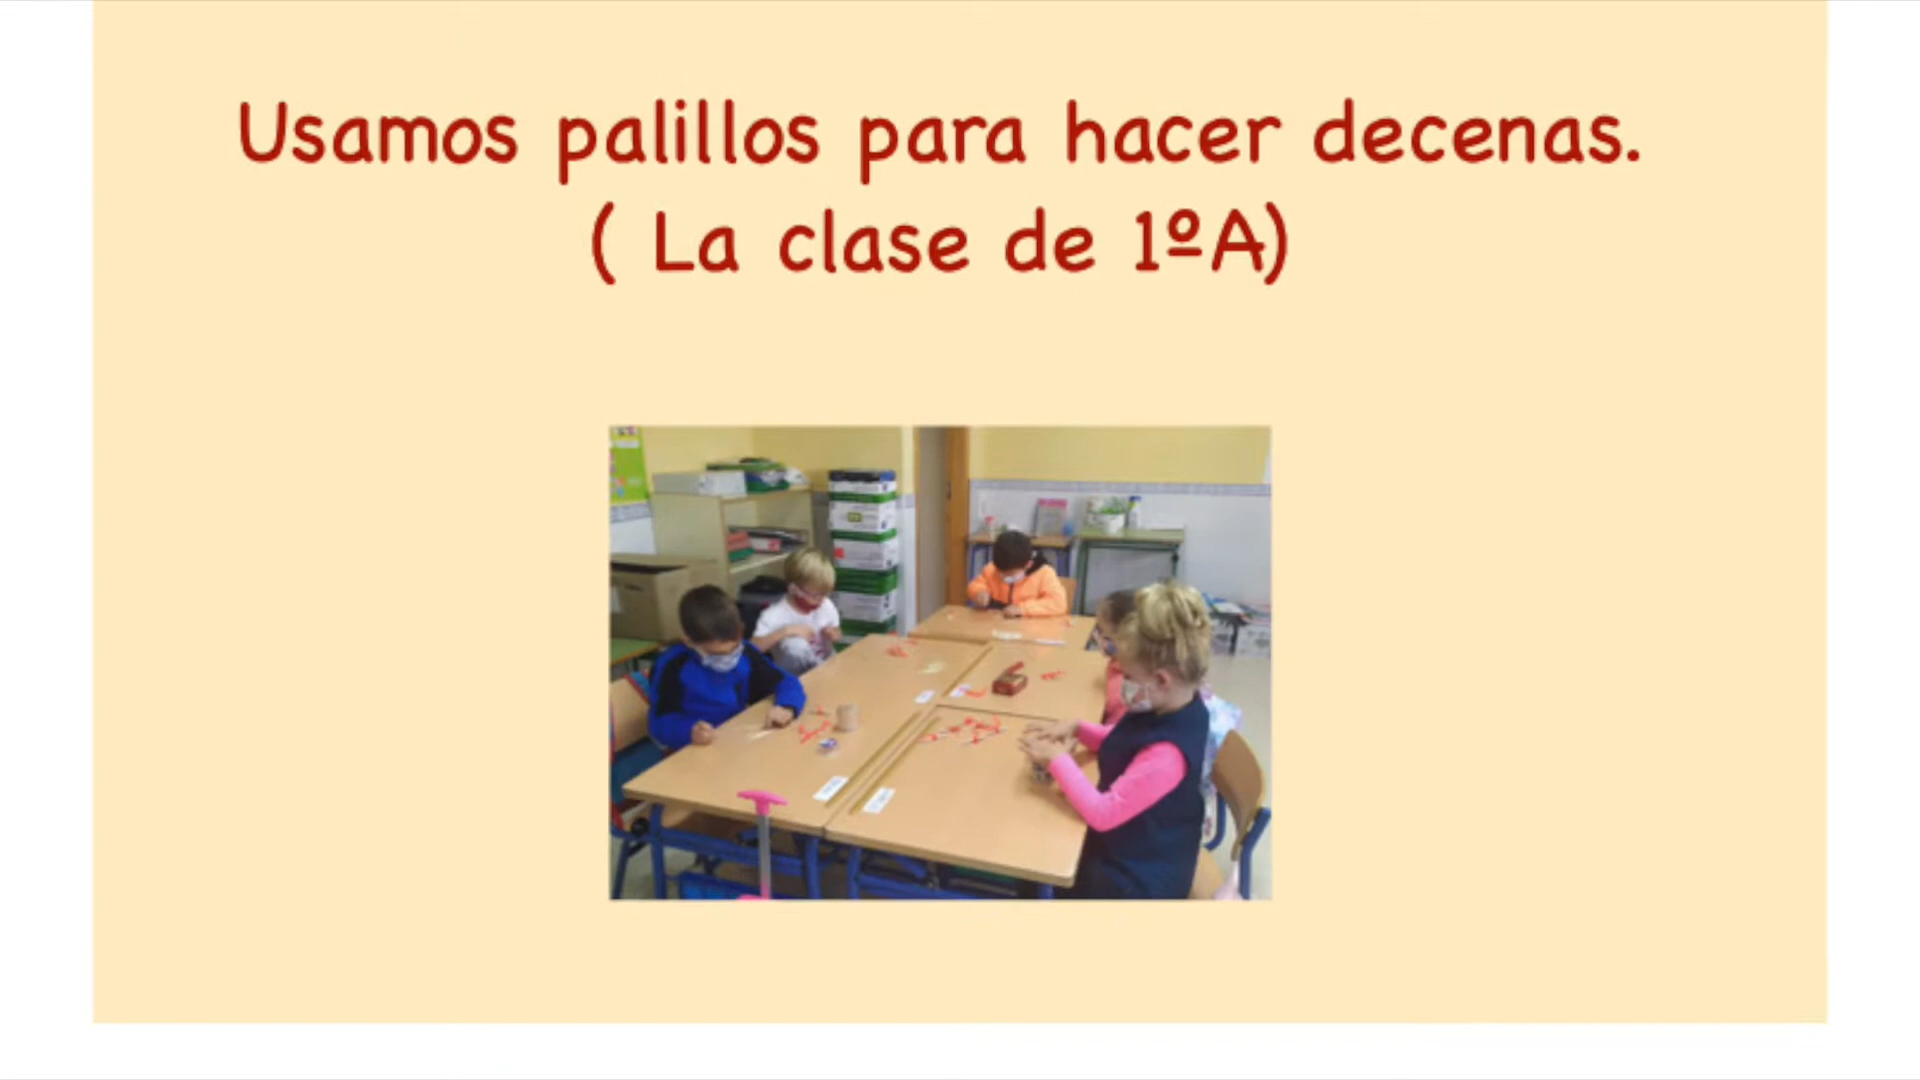 Usamos palillos para hacer decenas.
( La clase de 1ºA)